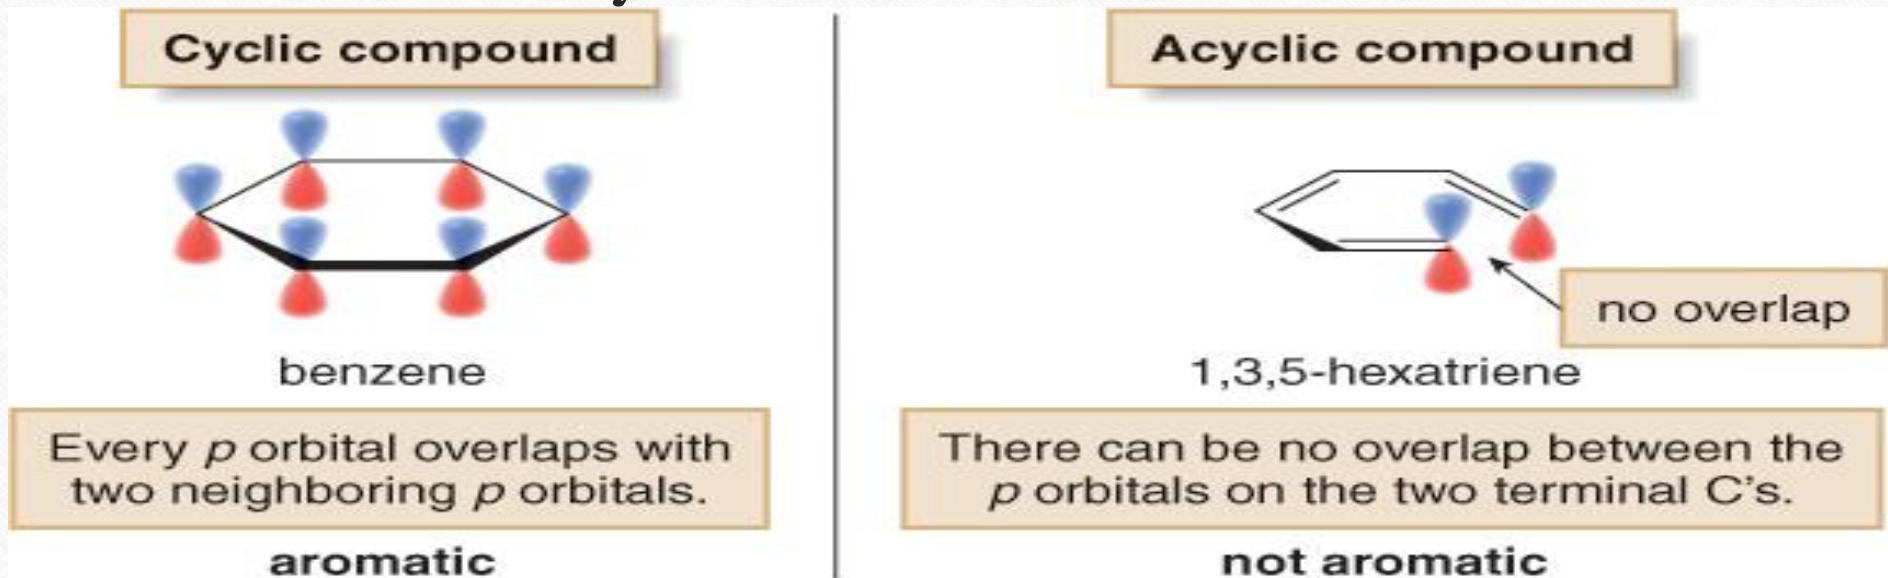 Cyclic compound
benzene
Every p orbital overlaps with
two neighboring p orbitals.
aromatic
Acyclic compound
no overlap
1,3,5-hexatriene
There can be no overlap between the
p orbitals on the two terminal C's.
not aromatic